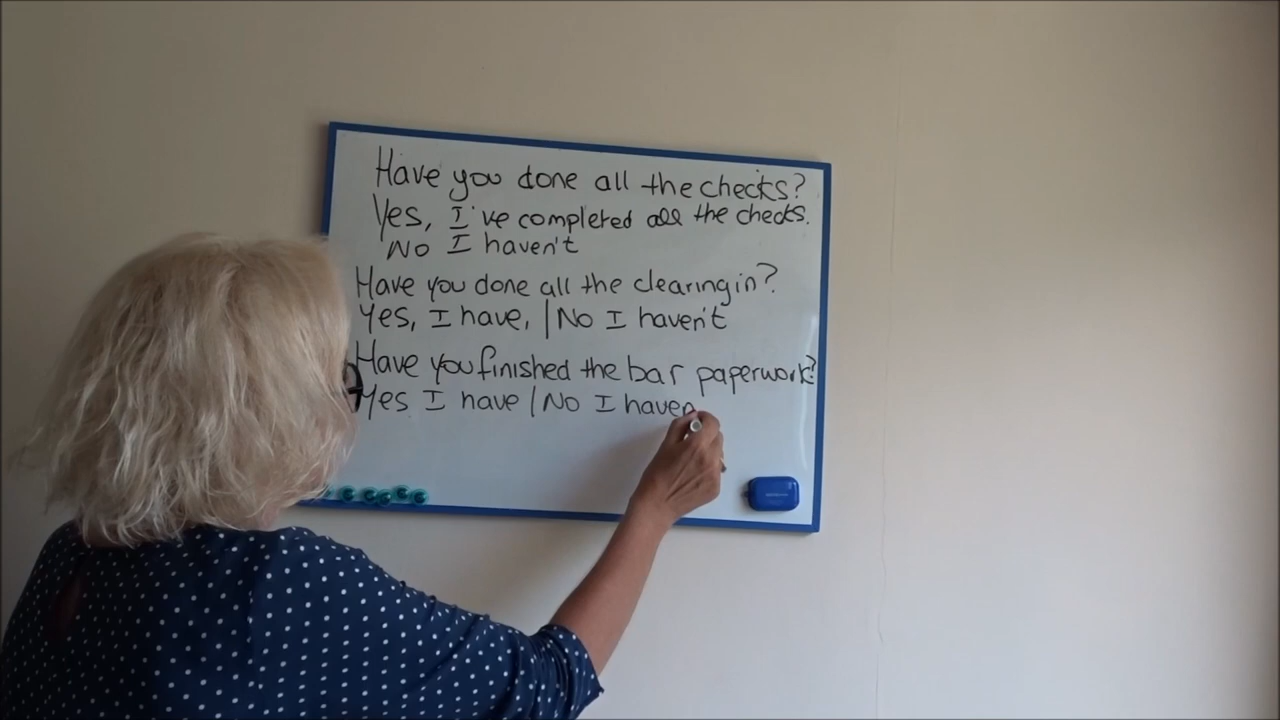 Have you done all the checks?
Yes, I've completed all the checks.
No I haven't
Have you done all the clearing in?
Yes, I have, | No I haven't
Have you finished the bar paperwork?
Yes I have | No I haven